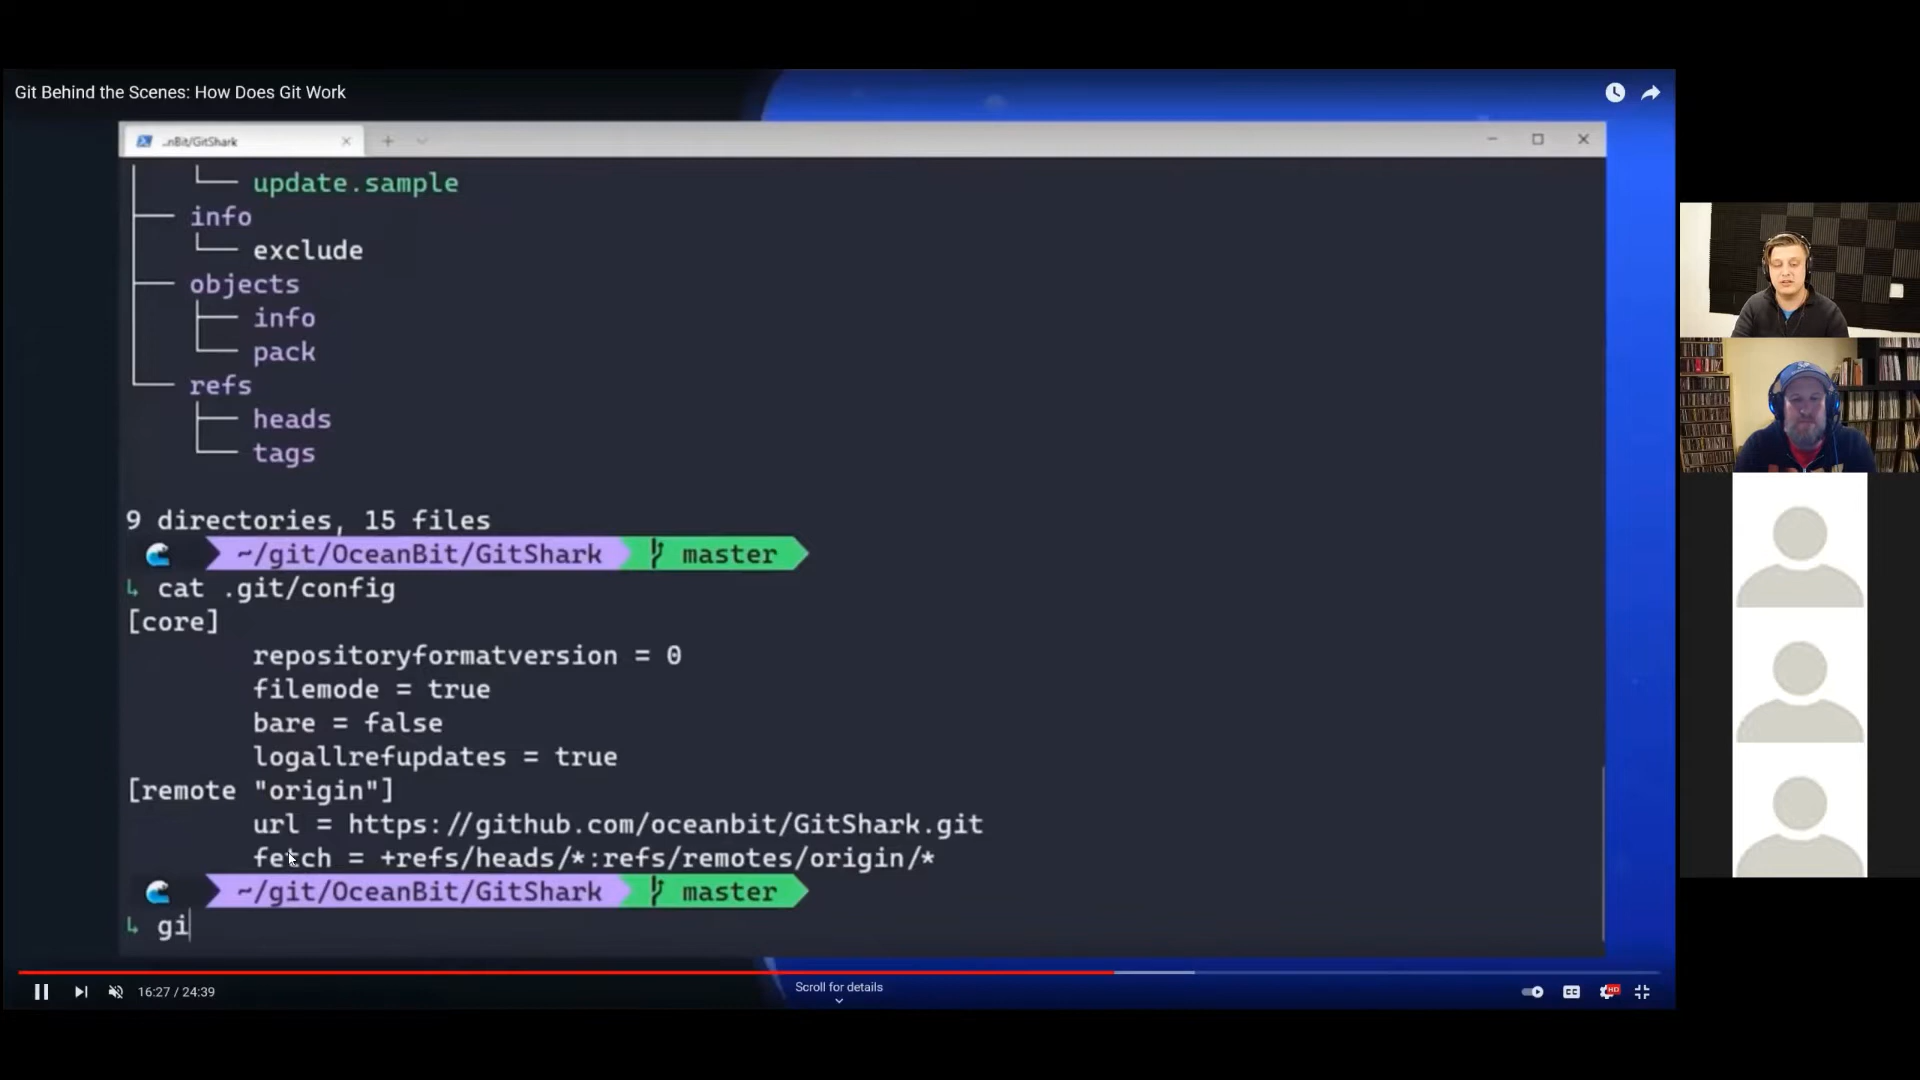 Git Behind the Scenes: How Does Git Work
..nBit/GitShark
update.sample
info
exclude
objects
info
pack
refs
heads
tags
9 directories, 15 files
~/git/OceanBit/GitShark master
cat .git/config
[core]
repositoryformatversion = 0
filemode = true
bare = false
logallrefupdates = true
[remote "origin"]
url = https://github.com/oceanbit/GitShark.git
fetch = +refs/heads/*:refs/remotes/origin/*
~/git/OceanBit/GitShark master
gi
16:27 / 24:39
Scroll for details
CC
HD